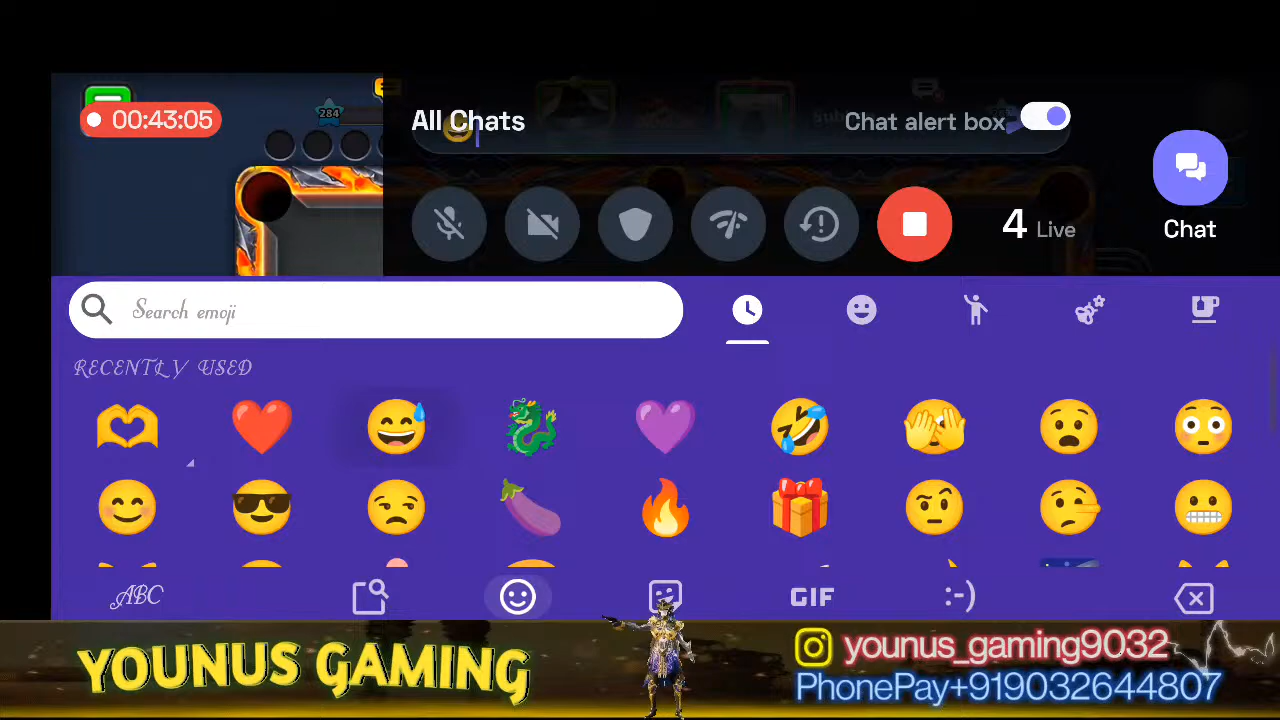 00:43:05
284
All Chats
Chat alert box
4 Live
Chat
Search emoji
RECENTLY USED
ABC
GIF
:-)
YOUNUS GAMING
younus_gaming9032
PhonePay+919032644807